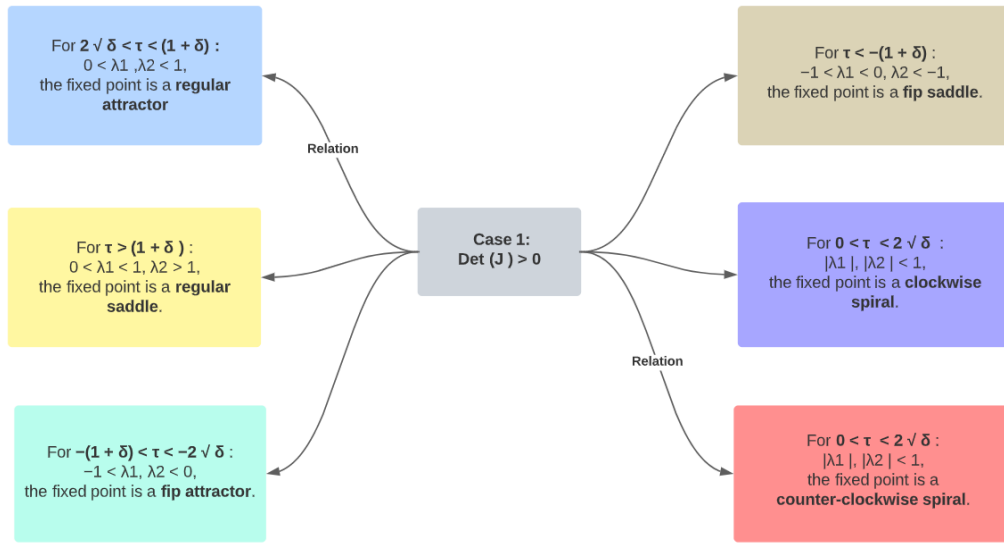 For 2 √ δ < τ < (1 + δ) :
0 < λ1 ,λ2 < 1,
the fixed point is a regular
attractor
For τ < −(1 + δ) :
−1 < λ1 < 0, λ2 < −1,
the fixed point is a fip saddle.
Relation
For τ > (1 + δ ) :
0 < λ1 < 1, λ2 > 1,
the fixed point is a regular
saddle.
Case 1:
Det (J ) > 0
For 0 < τ < 2 √ δ :
|λ1 |, |λ2 | < 1,
the fixed point is a clockwise
spiral.
Relation
For −(1 + δ) < τ < −2 √ δ :
−1 < λ1, λ2 < 0,
the fixed point is a fip attractor.
For 0 < τ < 2 √ δ :
|λ1 |, |λ2 | < 1,
the fixed point is a
counter-clockwise spiral.